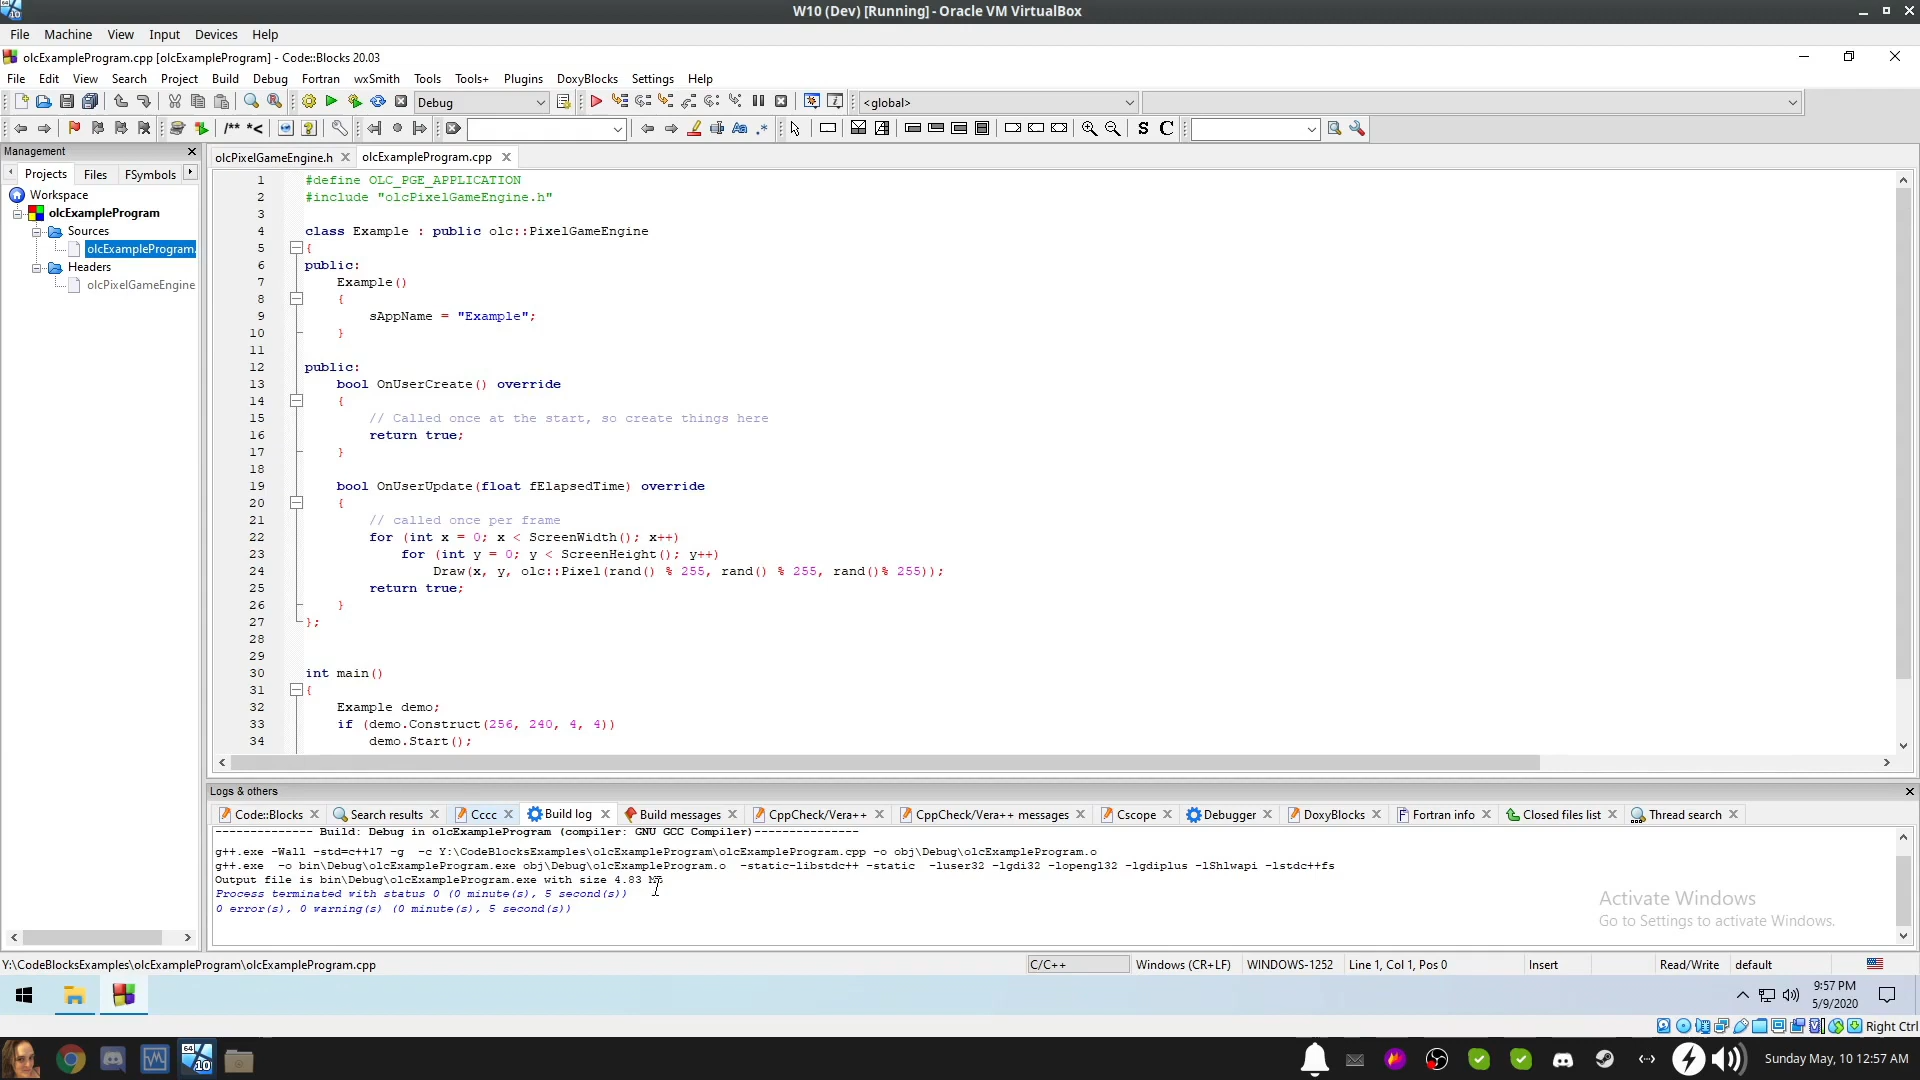 W10 (Dev) [Running] - Oracle VM VirtualBox
File Machine View Input Devices Help
olcExampleProgram.cpp [olcExampleProgram] - Code::Blocks 20.03
File Edit View Search Project Build Debug Fortran wxSmith Tools Tools+ Plugins DoxyBlocks Settings Help
Debug <global>
/** *< Aa .* S C
Management
olcPixelGameEngine.h olcExampleProgram.cpp
Projects Files FSymbols
Workspace
olcExampleProgram
Sources
olcExampleProgram.
Headers
olcPixelGameEngine
1 #define OLC_PGE_APPLICATION
2 #include "olcPixelGameEngine.h"
3
4 class Example : public olc::PixelGameEngine
5 {
6 public:
7 Example()
8 {
9 sAppName = "Example";
10 }
11
12 public:
13 bool OnUserCreate() override
14 {
15 // Called once at the start, so create things here
16 return true;
17 }
18
19 bool OnUserUpdate(float fElapsedTime) override
20 {
21 // called once per frame
22 for (int x = 0; x < ScreenWidth(); x++)
23 for (int y = 0; y < ScreenHeight(); y++)
24 Draw(x, y, olc::Pixel(rand() % 255, rand() % 255, rand()% 255));
25 return true;
26 }
27 };
28
29
30 int main()
31 {
32 Example demo;
33 if (demo.Construct(256, 240, 4, 4))
34 demo.Start();
Logs & others
Code::Blocks Search results Cccc Build log Build messages CppCheck/Vera++ CppCheck/Vera++ messages Cscope Debugger DoxyBlocks Fortran info Closed files list Thread search
-------------- Build: Debug in olcExampleProgram (compiler: GNU GCC Compiler)---------------
g++.exe -Wall -std=c++17 -g -c Y:\CodeBlocksExamples\olcExampleProgram\olcExampleProgram.cpp -o obj\Debug\olcExampleProgram.o
g++.exe -o bin\Debug\olcExampleProgram.exe obj\Debug\olcExampleProgram.o -static-libstdc++ -static -luser32 -lgdi32 -lopengl32 -lgdiplus -lShlwapi -lstdc++fs
Output file is bin\Debug\olcExampleProgram.exe with size 4.83
Process terminated with status 0 (0 minute(s), 5 second(s))
0 error(s), 0 warning(s) (0 minute(s), 5 second(s))
Activate Windows
Go to Settings to activate Windows.
Y:\CodeBlocksExamples\olcExampleProgram\olcExampleProgram.cpp C/C++ Windows (CR+LF) WINDOWS-1252 Line 1, Col 1, Pos 0 Insert Read/Write default
9:57 PM
5/9/2020
Right Ctrl
64
10
Sunday May, 10 12:57 AM